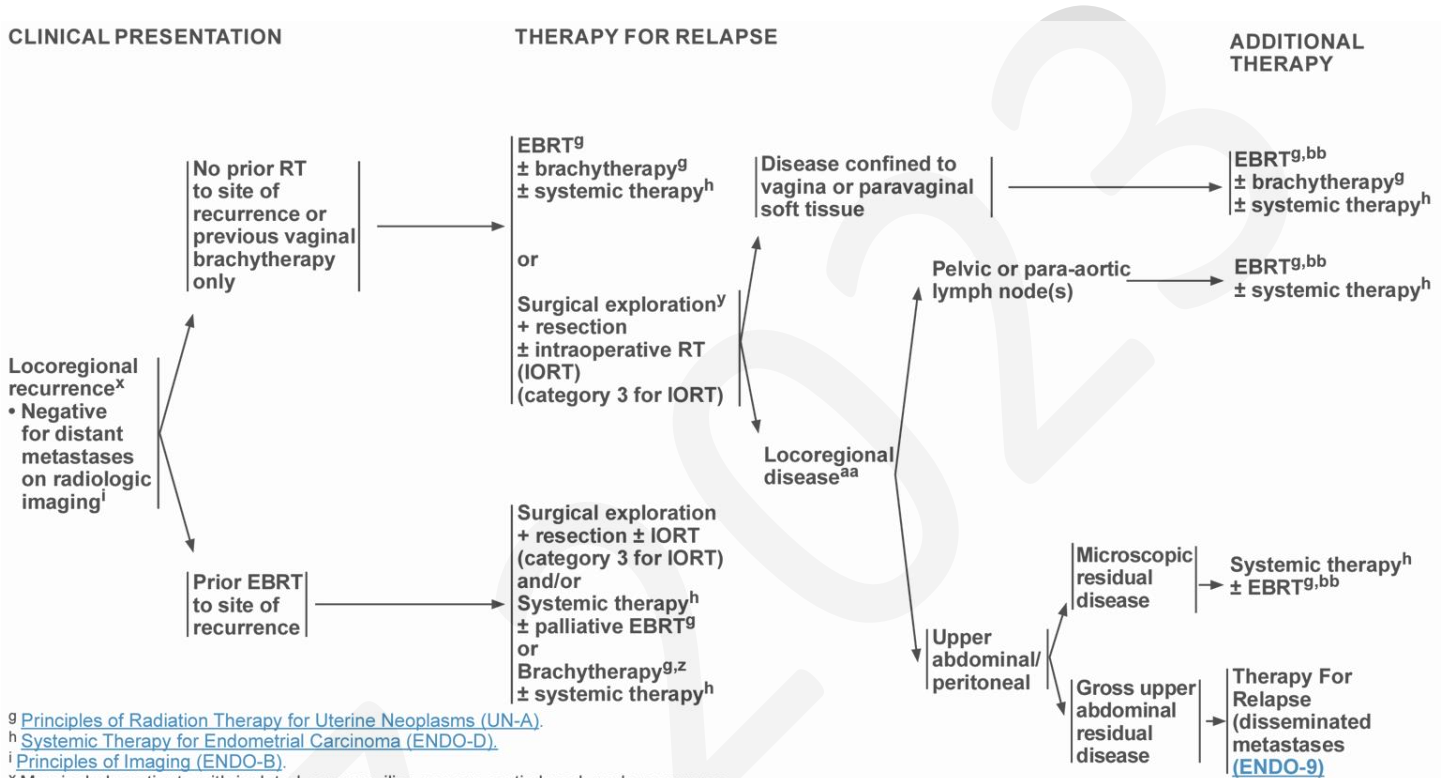 CLINICAL PRESENTATION
THERAPY FOR RELAPSE
ADDITIONAL
THERAPY
Locoregional
recurrencex
• Negative
for distant
metastases
on radiologic
imagingi
No prior RT
to site of
recurrence or
previous vaginal
brachytherapy
only
EBRTg
± brachytherapyg
± systemic therapyh
or
Surgical explorationy
+ resection
± intraoperative RT
(IORT)
(category 3 for IORT)
Disease confined to
vagina or paravaginal
soft tissue
EBRTg,bb
± brachytherapyg
± systemic therapyh
Locoregional
diseaseaa
Pelvic or para-aortic
lymph node(s)
EBRTg,bb
± systemic therapyh
Upper
abdominal/
peritoneal
Microscopic
residual
disease
Systemic therapyh
± EBRTg,bb
Gross upper
abdominal
residual
disease
Therapy For
Relapse
(disseminated
metastases
(ENDO-9)
Prior EBRT
to site of
recurrence
Surgical exploration
+ resection ± IORT
(category 3 for IORT)
and/or
Systemic therapyh
± palliative EBRTg
or
Brachytherapyg,z
± systemic therapyh
g Principles of Radiation Therapy for Uterine Neoplasms (UN-A).
h Systemic Therapy for Endometrial Carcinoma (ENDO-D).
i Principles of Imaging (ENDO-B).
2023